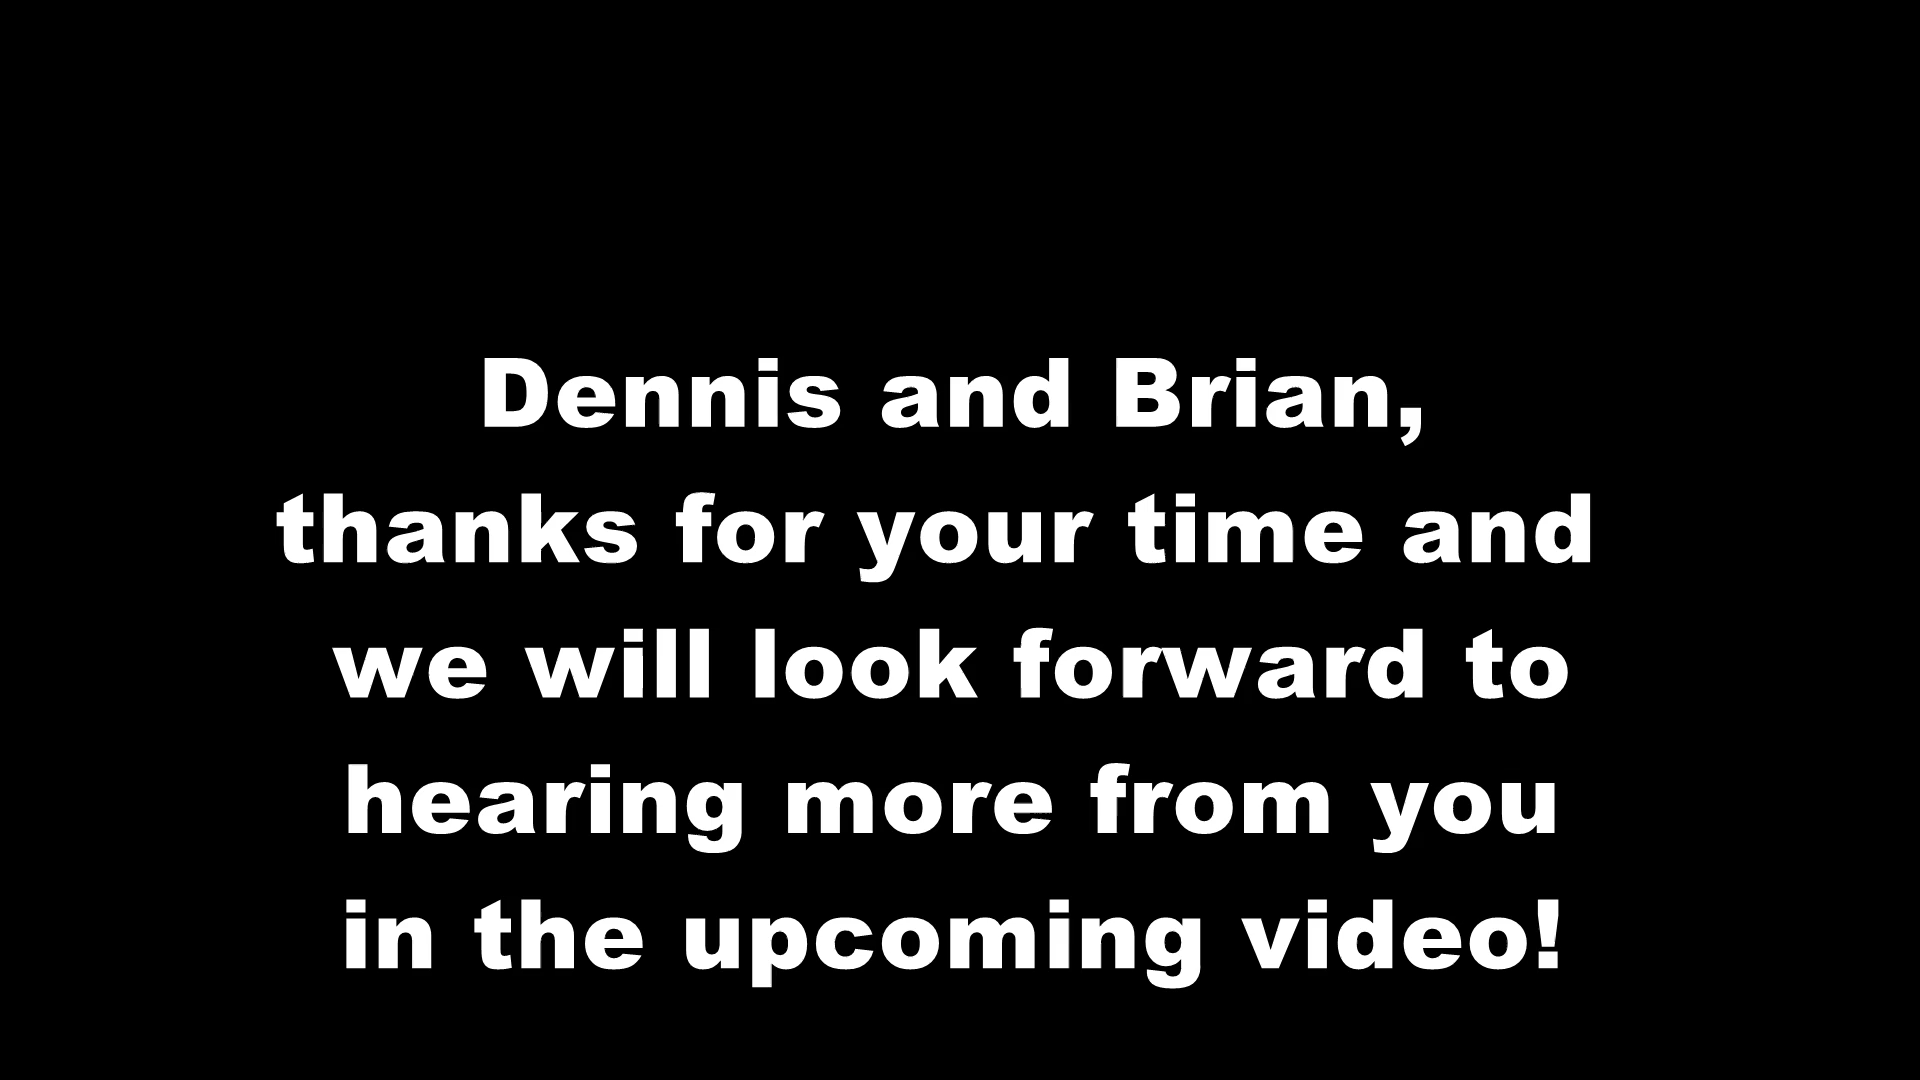 Dennis and Brian,
thanks for your time and
we will look forward to
hearing more from you
in the upcoming video!